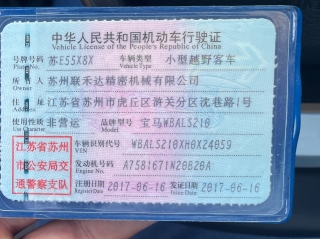 中华人民共和国机动车行驶证
Vehicle License of the People's Republic of China
号牌号码 苏E55X8X 车辆类型 小型越野客车
Plate No. Vehicle Type
所有人 苏州联禾达精密机械有限公司
Owner
住址 江苏省苏州市虎丘区浒关分区沈巷路1号
Address
使用性质 非营运 品牌型号 宝马WBALS210
Use Character Model
江苏省苏州市公安局交通警察支队
车辆识别代号 WBALS210XH0X24059
VIN
发动机号码 A7581671N20B20A
Engine No.
注册日期 2017-06-16 发证日期 2017-06-16
Register Date Issue Date